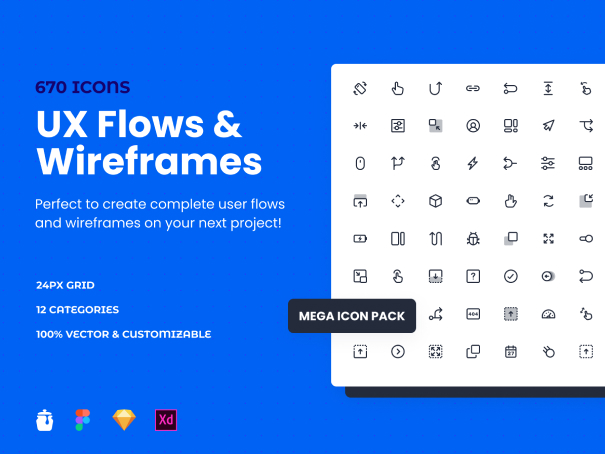 670 ICONS
UX Flows &
Wireframes
Perfect to create complete user flows
and wireframes on your next project!
24PX GRID
12 CATEGORIES
100% VECTOR & CUSTOMIZABLE
MEGA ICON PACK
404
27
Xd